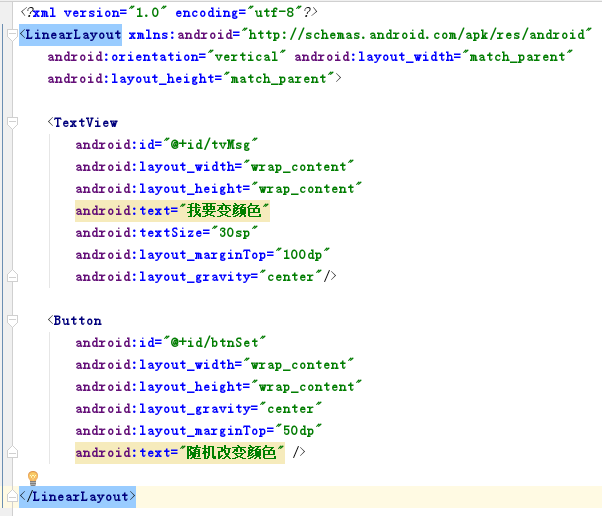 <?xml version="1.0" encoding="utf-8"?>
<LinearLayout xmlns:android="http://schemas.android.com/apk/res/android"
    android:orientation="vertical" android:layout_width="match_parent"
    android:layout_height="match_parent">
    <TextView
        android:id="@+id/tvMsg"
        android:layout_width="wrap_content"
        android:layout_height="wrap_content"
        android:text="我要变颜色"
        android:textSize="30sp"
        android:layout_marginTop="100dp"
        android:layout_gravity="center"/>
    <Button
        android:id="@+id/btnSet"
        android:layout_width="wrap_content"
        android:layout_height="wrap_content"
        android:layout_gravity="center"
        android:layout_marginTop="50dp"
        android:text="随机改变颜色" />
</LinearLayout>